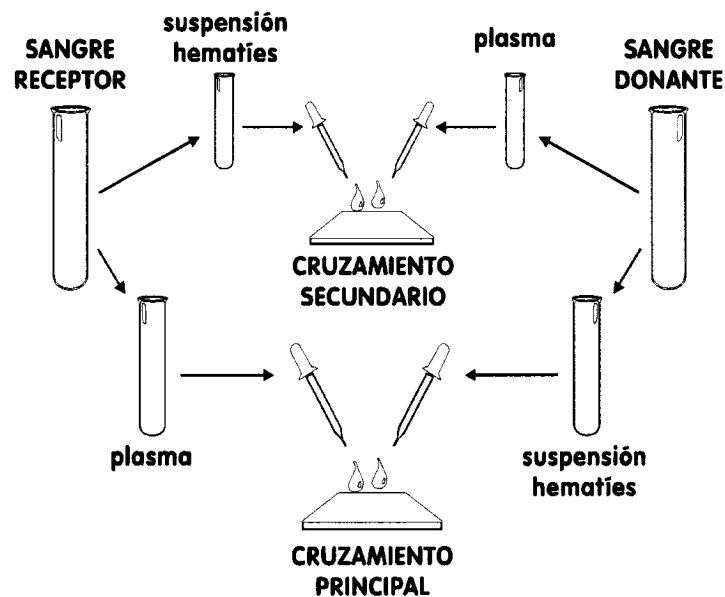 SANGRE
RECEPTOR
suspensión
hematíes
plasma
SANGRE
DONANTE
CRUZAMIENTO
SECUNDARIO
plasma
suspensión
hematíes
CRUZAMIENTO
PRINCIPAL